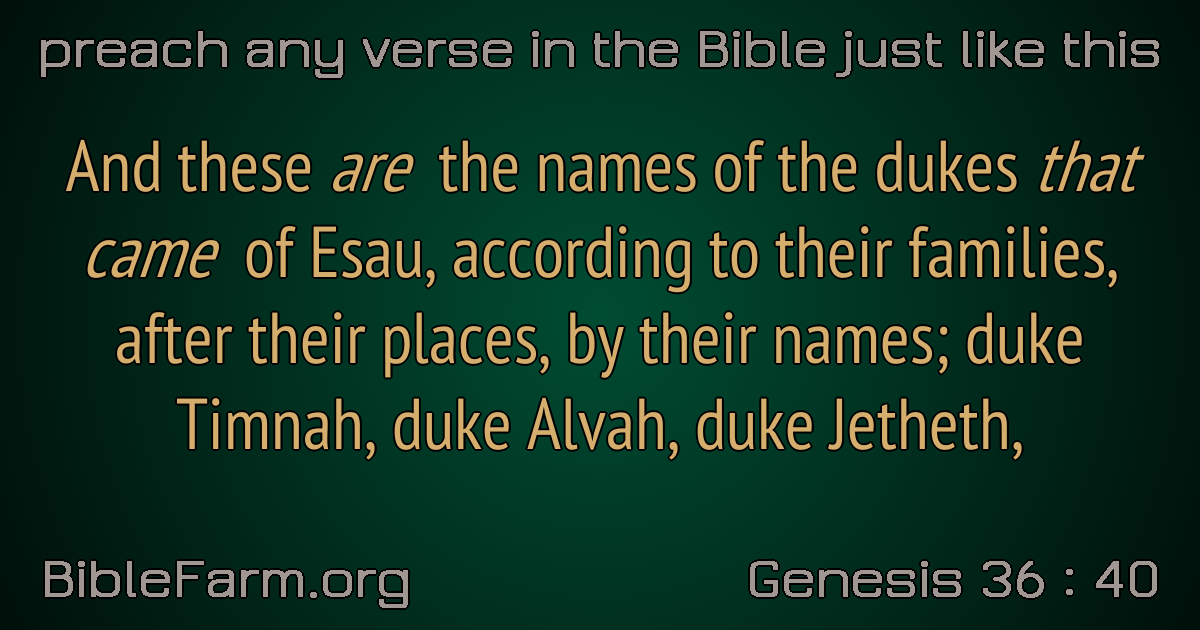 preach any verse in the Bible just like this
And these are the names of the dukes that
came of Esau, according to their families,
after their places, by their names; duke
Timnah, duke Alvah, duke Jetheth,
BibleFarm.org
Genesis 36 : 40